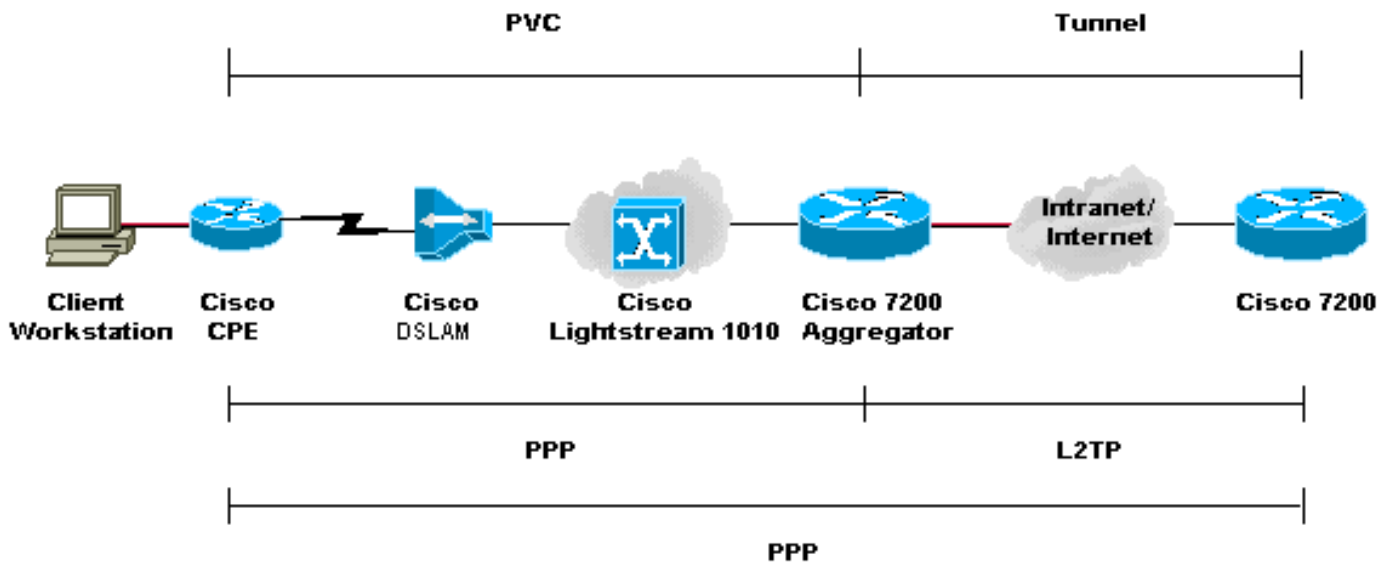 PVC
Tunnel
Intranet/
Internet
Client
Workstation
Cisco
CPE
Cisco
DSLAM
Cisco
Lightstream 1010
Cisco 7200
Aggregator
Cisco 7200
PPP
L2TP
PPP